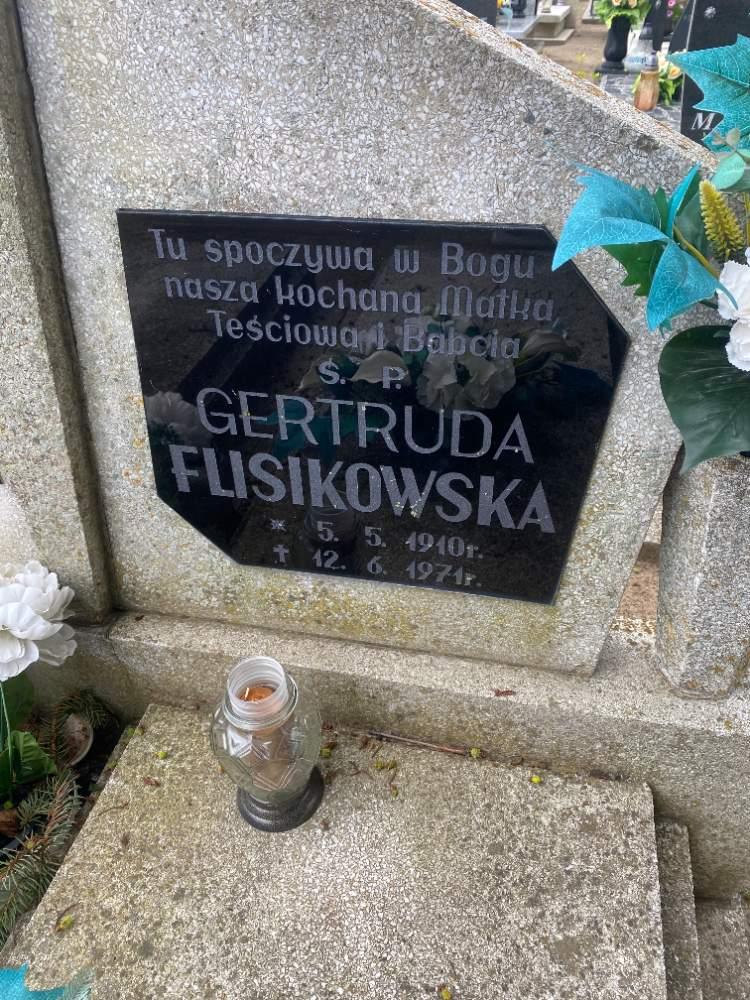 Tu spoczywa w Bogu
nasza kochana Matka
Teściowa i Babcia
Ś. P.
GERTRUDA
FLISIKOWSKA
* 5. 5. 1910r.
† 12. 6. 1971r.
M